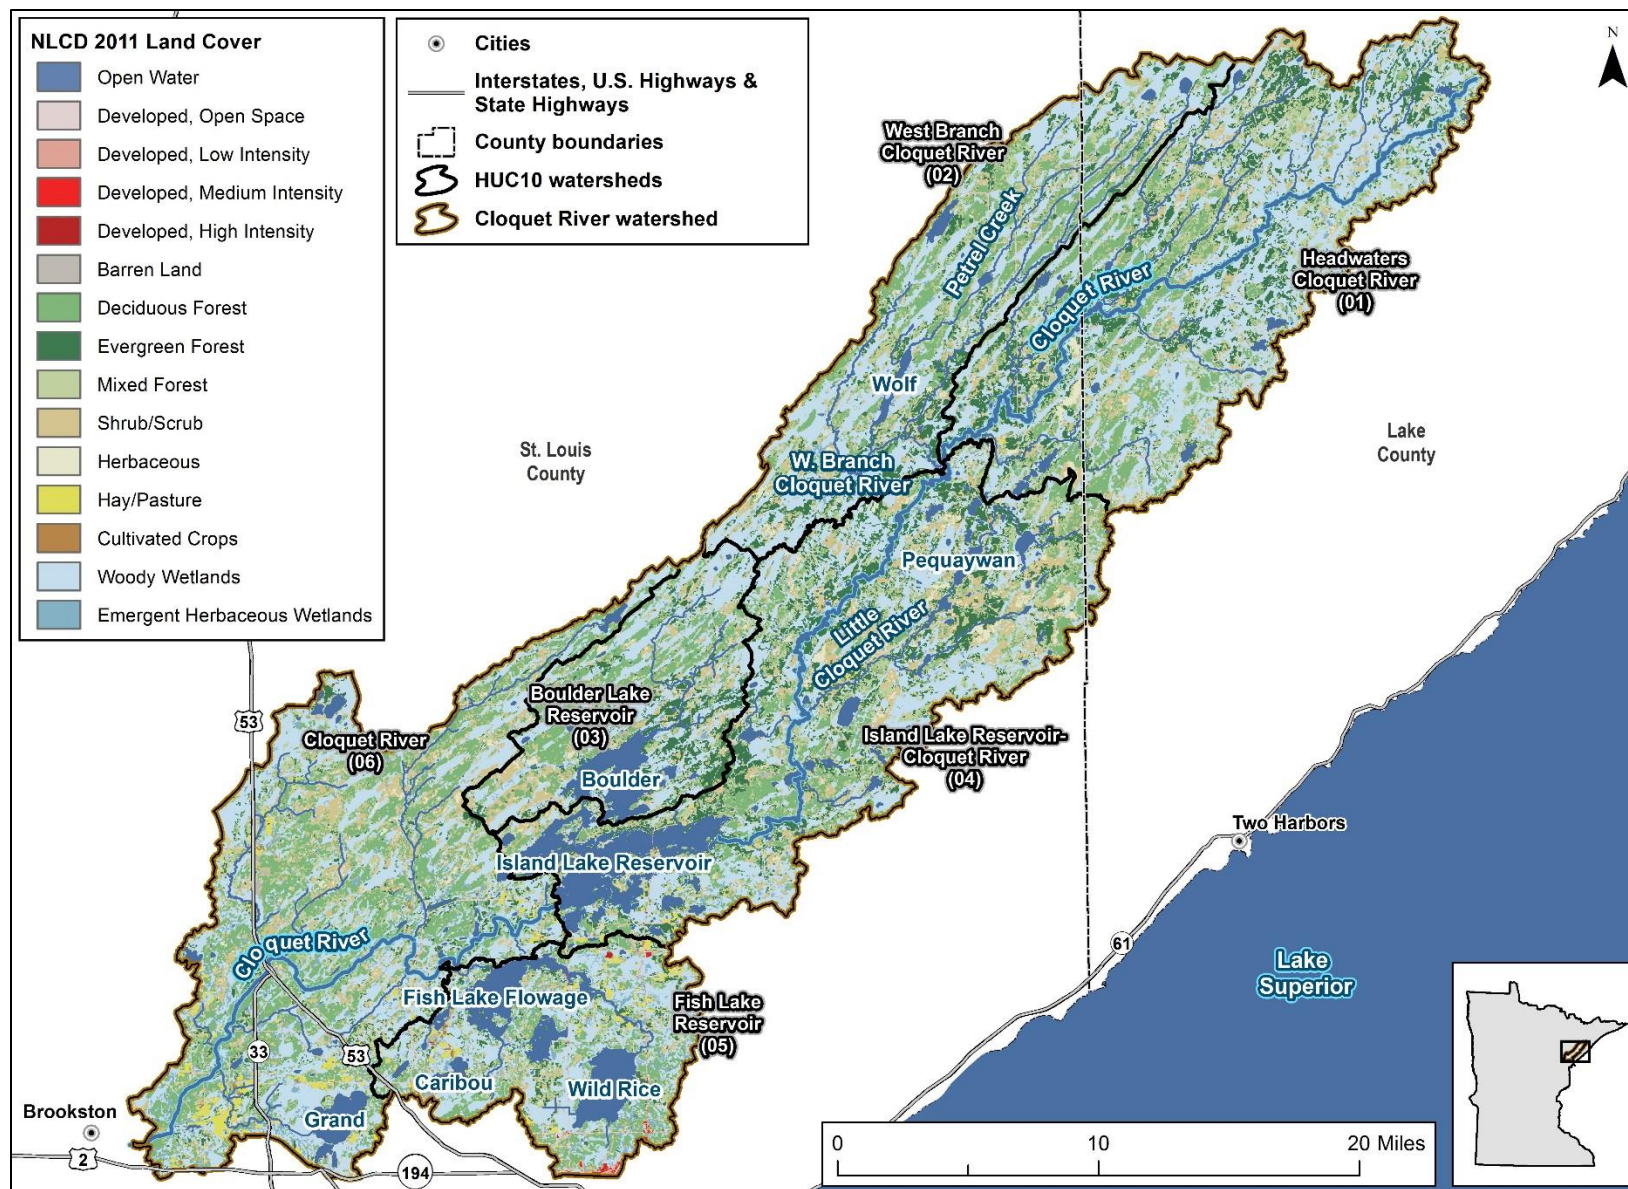 NLCD 2011 Land Cover
Open Water
Developed, Open Space
Developed, Low Intensity
Developed, Medium Intensity
Developed, High Intensity
Barren Land
Deciduous Forest
Evergreen Forest
Mixed Forest
Shrub/Scrub
Herbaceous
Hay/Pasture
Cultivated Crops
Woody Wetlands
Emergent Herbaceous Wetlands
Cities
Interstates, U.S. Highways &
State Highways
County boundaries
HUC10 watersheds
Cloquet River watershed
N
West Branch
Cloquet River
(02)
Petrel Creek
Headwaters
Cloquet River
(01)
Cloquet River
Wolf
St. Louis
County
Lake
County
W. Branch
Cloquet River
Pequaywan
Little
Cloquet River
Boulder Lake
Reservoir
(03)
53
Cloquet River
(06)
Island Lake Reservoir-
Cloquet River
(04)
Boulder
Two Harbors
Island Lake Reservoir
Cloquet River
61
Lake
Superior
Fish Lake Flowage
Fish Lake
Reservoir
(05)
33
53
Caribou
Wild Rice
Brookston
Grand
2
194
0
10
20 Miles